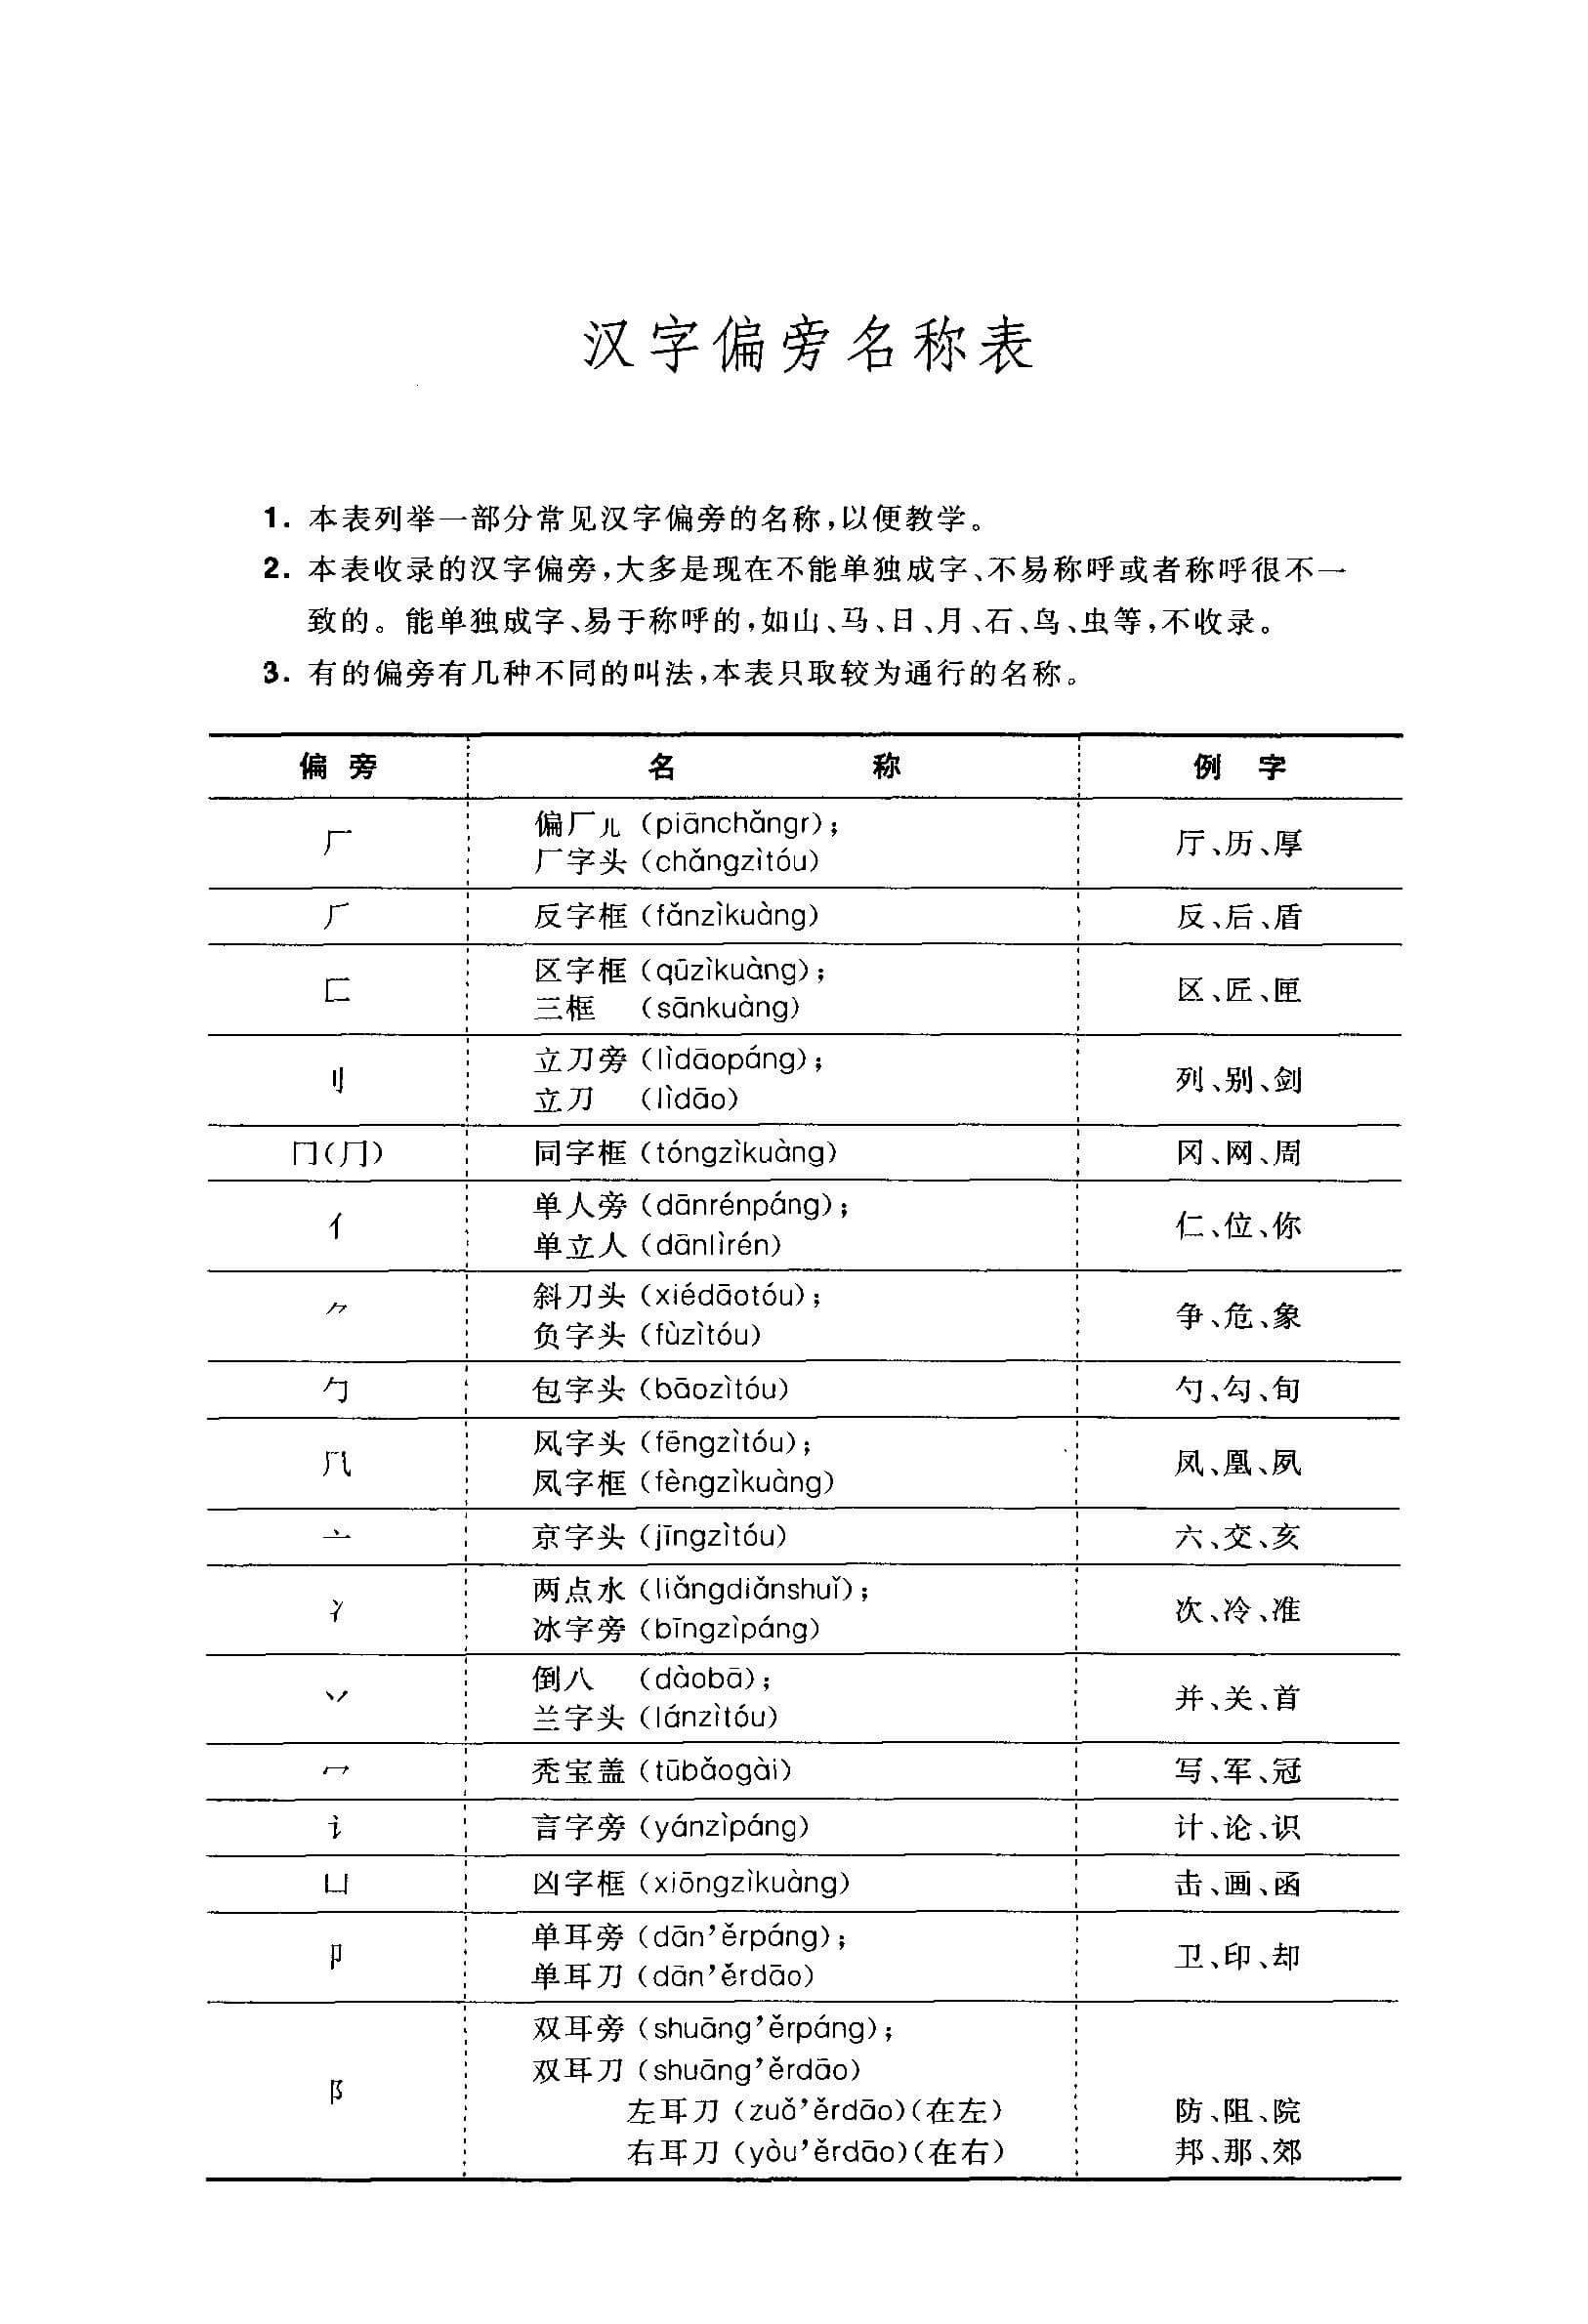 汉字偏旁名称表
1. 本表列举一部分常见汉字偏旁的名称，以便教学。
2. 本表收录的汉字偏旁，大多是现在不能单独成字、不易称呼或者称呼很不一
致的。能单独成字、易于称呼的，如山、马、日、月、石、鸟、虫等，不收录。
3. 有的偏旁有几种不同的叫法，本表只取较为通行的名称。
偏旁 名称 例字
厂 偏厂儿（piānchǎngr）； 厅、历、厚
厂字头（chǎngzìtóu）
𠂆 反字框（fǎnzìkuàng） 反、后、盾
匚 区字框（qūzìkuàng）； 区、匠、匣
三框 （sānkuàng）
刂 立刀旁（lìdāopáng）； 列、别、剑
立刀 （lìdāo）
冂（⺆） 同字框（tóngzìkuàng） 冈、网、周
亻 单人旁（dānrénpáng）； 仁、位、你
单立人（dānlìrén）
⺈ 斜刀头（xiédāotóu）； 争、危、象
负字头（fùzìtóu）
勹 包字头（bāozìtóu） 勺、勾、旬
几 风字头（fēngzìtóu）； 凤、凰、夙
凤字框（fèngzìkuàng）
亠 京字头（jīngzìtóu） 六、交、亥
冫 两点水（liǎngdiǎnshuǐ）； 次、冷、准
冰字旁（bīngzìpáng）
丷 倒八 （dàobā）； 并、关、首
兰字头（lánzìtóu）
冖 秃宝盖（tūbǎogài） 写、军、冠
讠 言字旁（yánzìpáng） 计、论、识
凵 凶字框（xiōngzìkuàng） 击、画、函
卩 单耳旁（dān’ěrpáng）； 卫、印、却
单耳刀（dān’ěrdāo）
阝 双耳旁（shuāng’ěrpáng）；
双耳刀（shuāng’ěrdāo）
左耳刀（zuǒ’ěrdāo）（在左） 防、阻、院
右耳刀（yòu’ěrdāo）（在右） 邦、那、郊